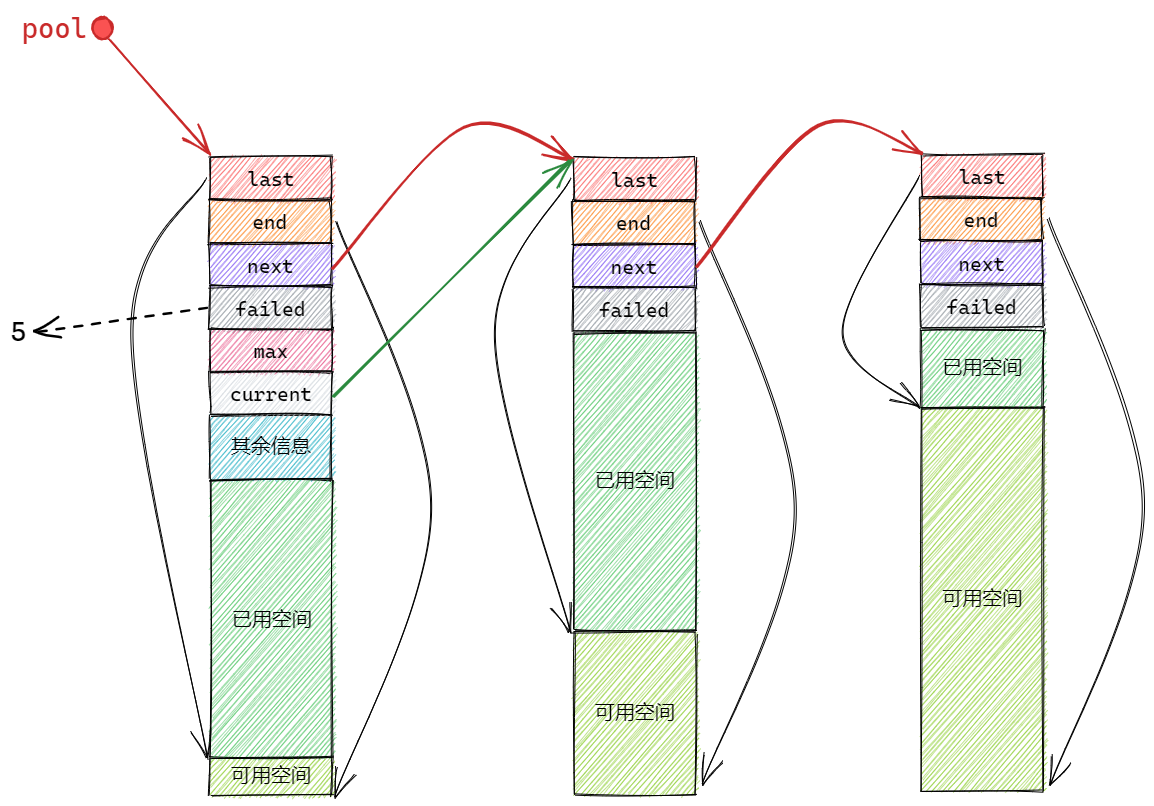 pool
last
end
next
failed
5
max
current
其余信息
已用空间
可用空间
last
end
next
failed
已用空间
可用空间
last
end
next
failed
已用空间
可用空间